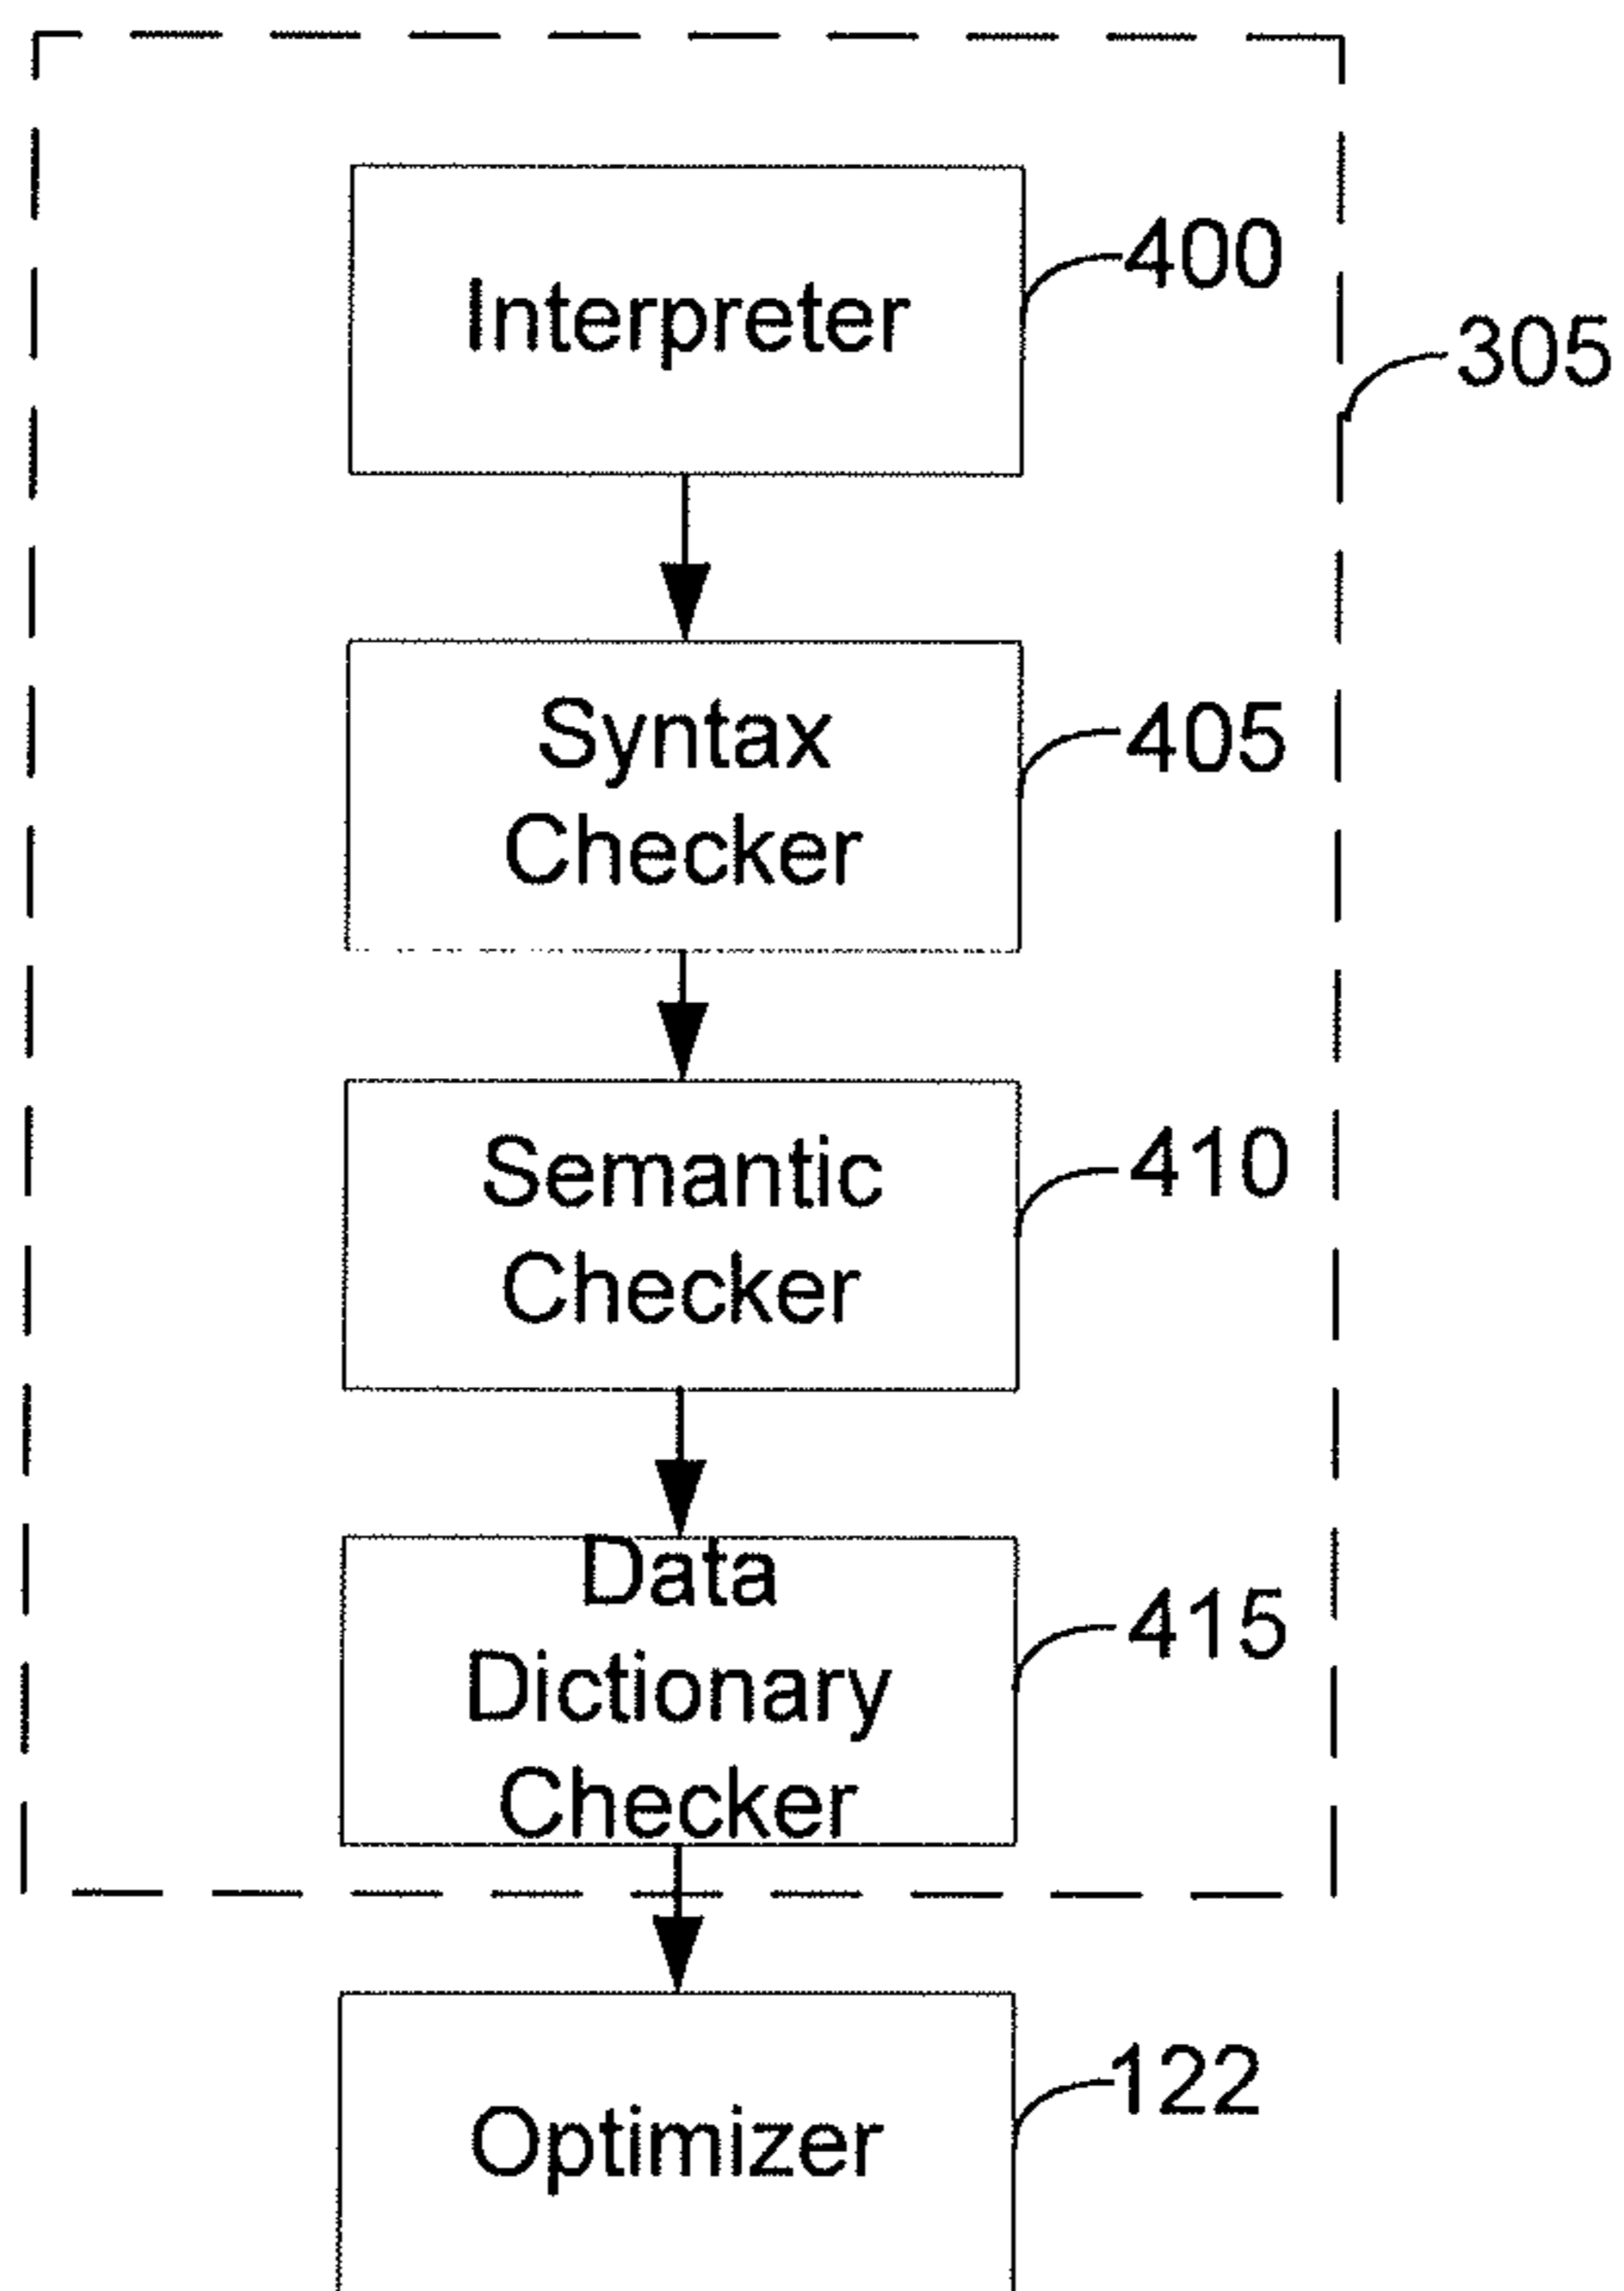 Interpreter
400
305
Syntax
Checker
405
Semantic
Checker
410
Data
Dictionary
Checker
415
Optimizer
122